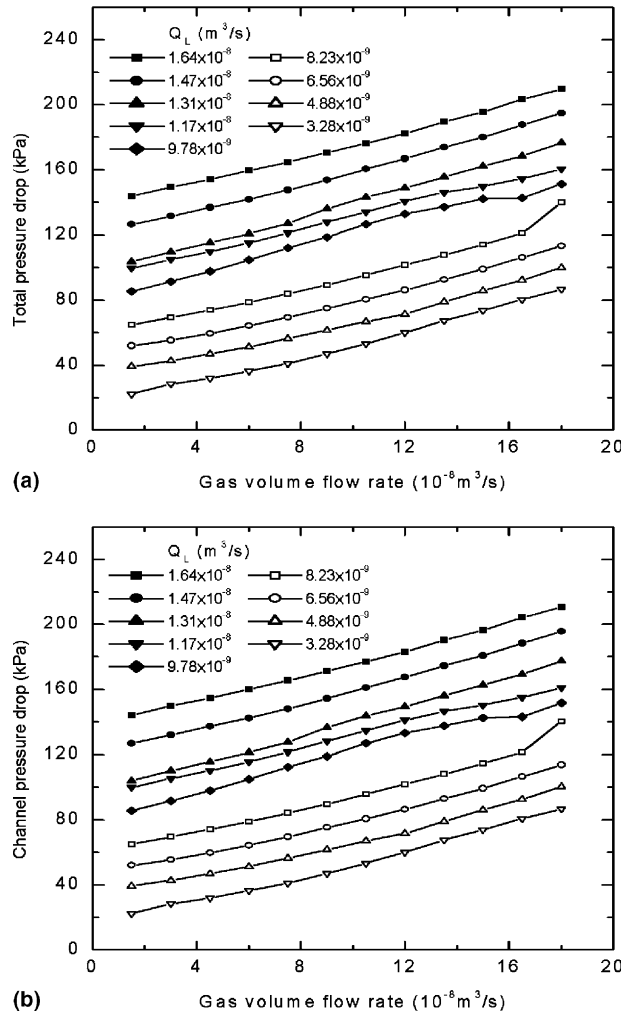 240
200
160
120
80
40
0
Total pressure drop (kPa)
Q_L (m³/s)
1.64x10⁻⁸
1.47x10⁻⁸
1.31x10⁻⁸
1.17x10⁻⁸
9.78x10⁻⁹
8.23x10⁻⁹
6.56x10⁻⁹
4.88x10⁻⁹
3.28x10⁻⁹
0 4 8 12 16 20
(a) Gas volume flow rate (10⁻⁸m³/s)
240
200
160
120
80
40
0
Channel pressure drop (kPa)
Q_L (m³/s)
1.64x10⁻⁸
1.47x10⁻⁸
1.31x10⁻⁸
1.17x10⁻⁸
9.78x10⁻⁹
8.23x10⁻⁹
6.56x10⁻⁹
4.88x10⁻⁹
3.28x10⁻⁹
0 4 8 12 16 20
(b) Gas volume flow rate (10⁻⁸m³/s)